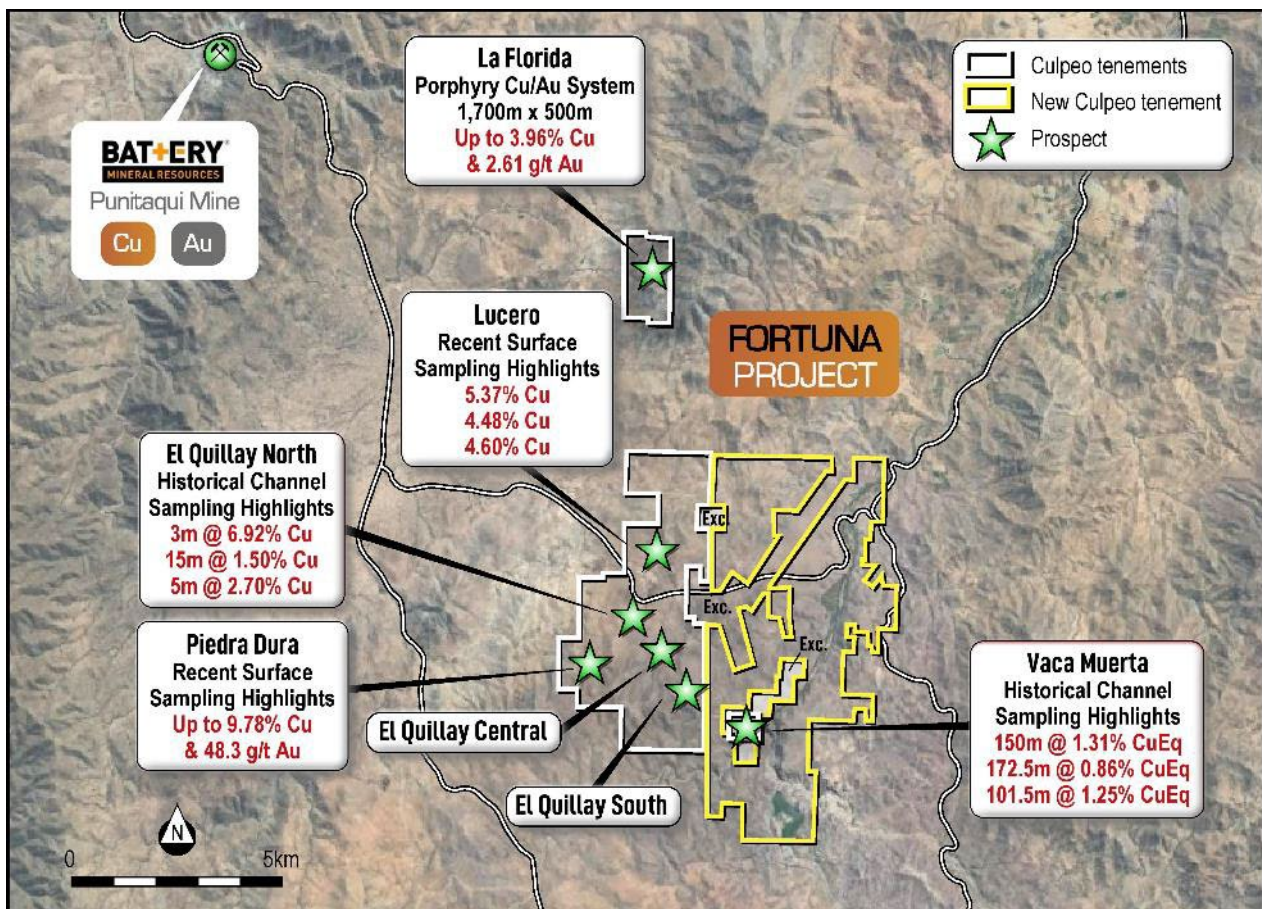 La Florida
Porphyry Cu/Au System
1,700m x 500m
Up to 3.96% Cu
& 2.61 g/t Au
Culpeo tenements
New Culpeo tenement
Prospect
BAT+ERY
MINERAL RESOURCES
Punitaqui Mine
Cu Au
Lucero
Recent Surface
Sampling Highlights
5.37% Cu
4.48% Cu
4.60% Cu
FORTUNA
PROJECT
El Quillay North
Historical Channel
Sampling Highlights
3m @ 6.92% Cu
15m @ 1.50% Cu
5m @ 2.70% Cu
Exc.
Exc.
Exc.
Piedra Dura
Recent Surface
Sampling Highlights
Up to 9.78% Cu
& 48.3 g/t Au
El Quillay Central
El Quillay South
Vaca Muerta
Historical Channel
Sampling Highlights
150m @ 1.31% CuEq
172.5m @ 0.86% CuEq
101.5m @ 1.25% CuEq
N
0 5km